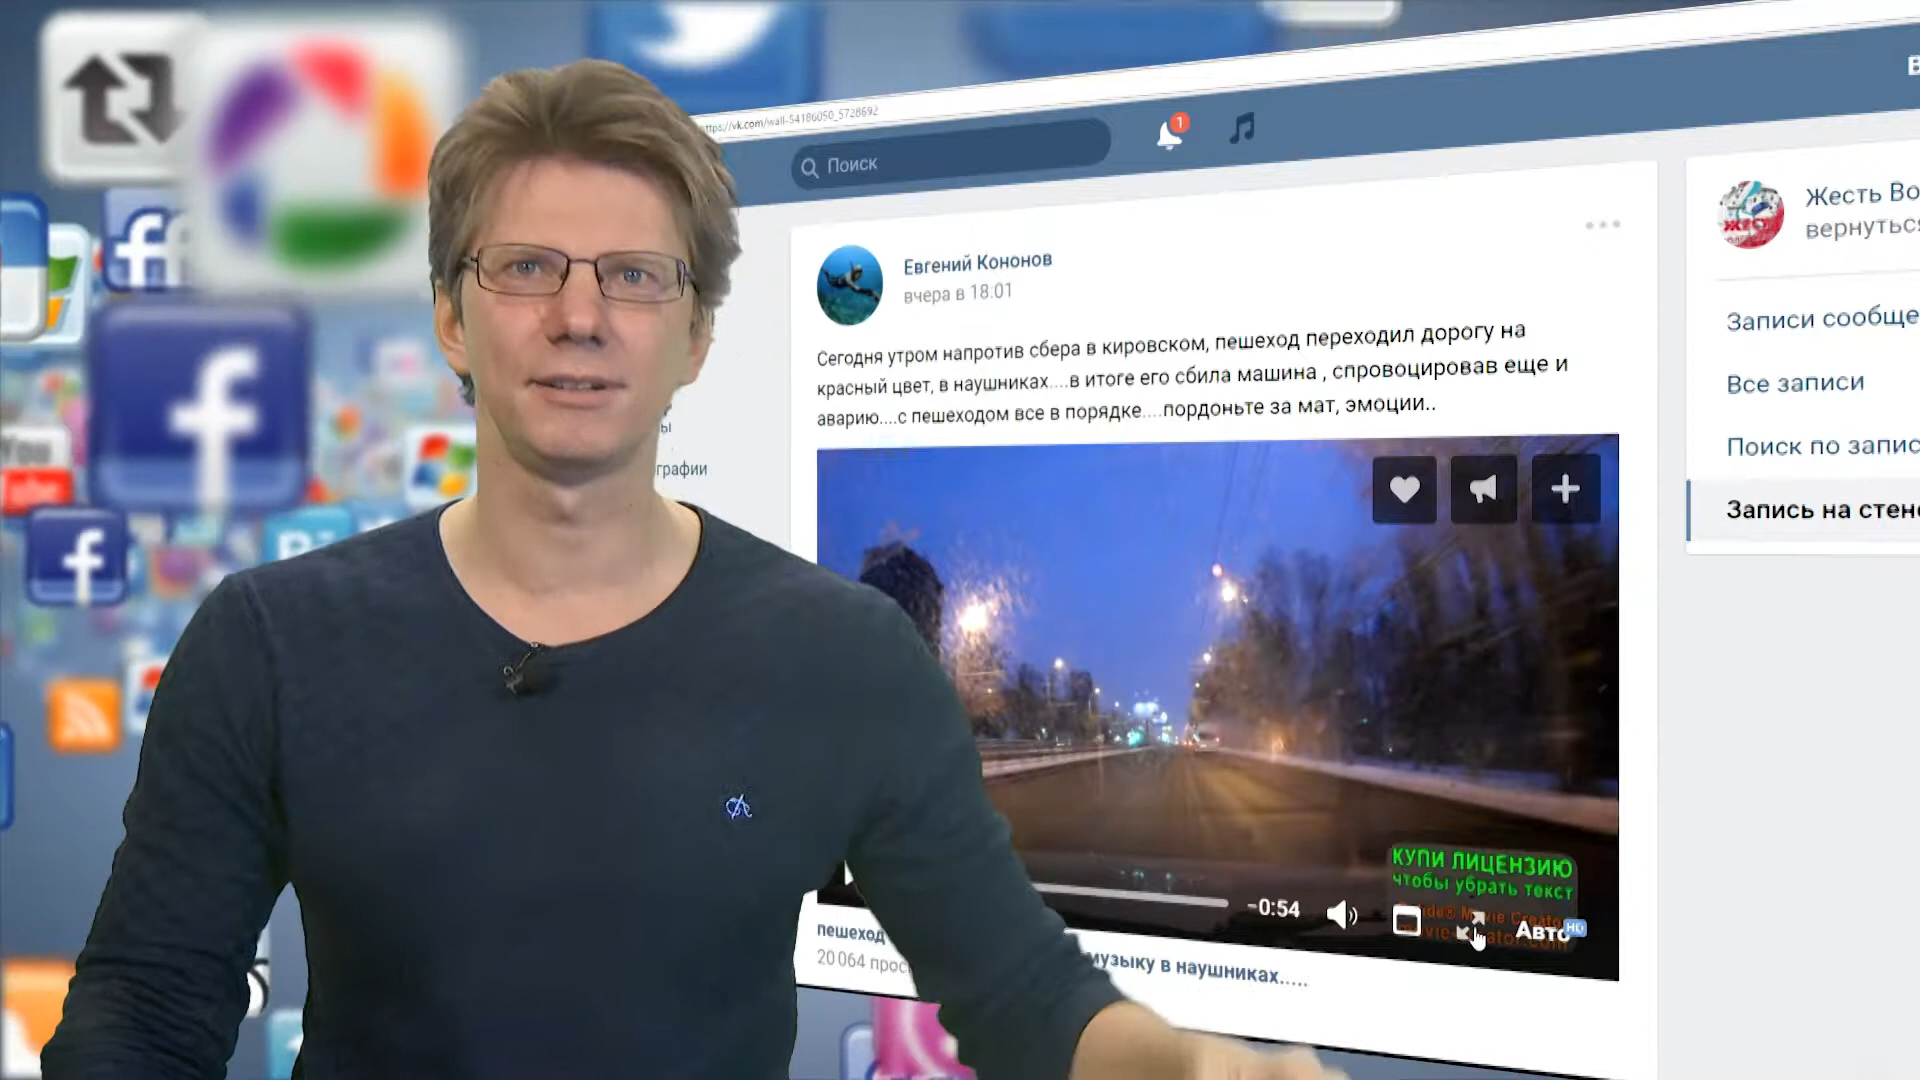 https://vk.com/wall-54186050_5728692
Поиск
1
Евгений Кононов
вчера в 18.01
Сегодня утром напротив сбера в кировском, пешеход переходил дорогу на
красный цвет, в наушниках....в итоге его сбила машина , спровоцировав еще и
аварию....с пешеходом все в порядке....пордоньте за мат, эмоции..
графии
КУПИ ЛИЦЕНЗИЮ
чтобы убрать текст
-0:54
Авто HD
пешеход
музыку в наушниках.....
20 064 прос
Жесть Во
вернутьс
Записи сообще
Все записи
Поиск по запис
Запись на стен
You